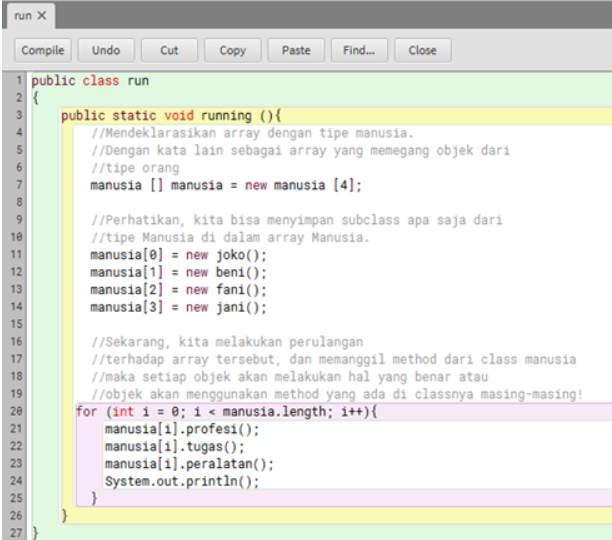 run ×
Compile Undo Cut Copy Paste Find... Close
1 public class run
2 {
3 public static void running (){
4 //Mendeklarasikan array dengan tipe manusia.
5 //Dengan kata lain sebagai array yang memegang objek dari
6 //tipe orang
7 manusia [] manusia = new manusia [4];
8
9 //Perhatikan, kita bisa menyimpan subclass apa saja dari
10 //tipe Manusia di dalam array Manusia.
11 manusia[0] = new joko();
12 manusia[1] = new beni();
13 manusia[2] = new fani();
14 manusia[3] = new jani();
15
16 //Sekarang, kita melakukan perulangan
17 //terhadap array tersebut, dan memanggil method dari class manusia
18 //maka setiap objek akan melakukan hal yang benar atau
19 //objek akan menggunakan method yang ada di classnya masing-masing!
20 for (int i = 0; i < manusia.length; i++){
21 manusia[i].profesi();
22 manusia[i].tugas();
23 manusia[i].peralatan();
24 System.out.println();
25 }
26 }
27 }